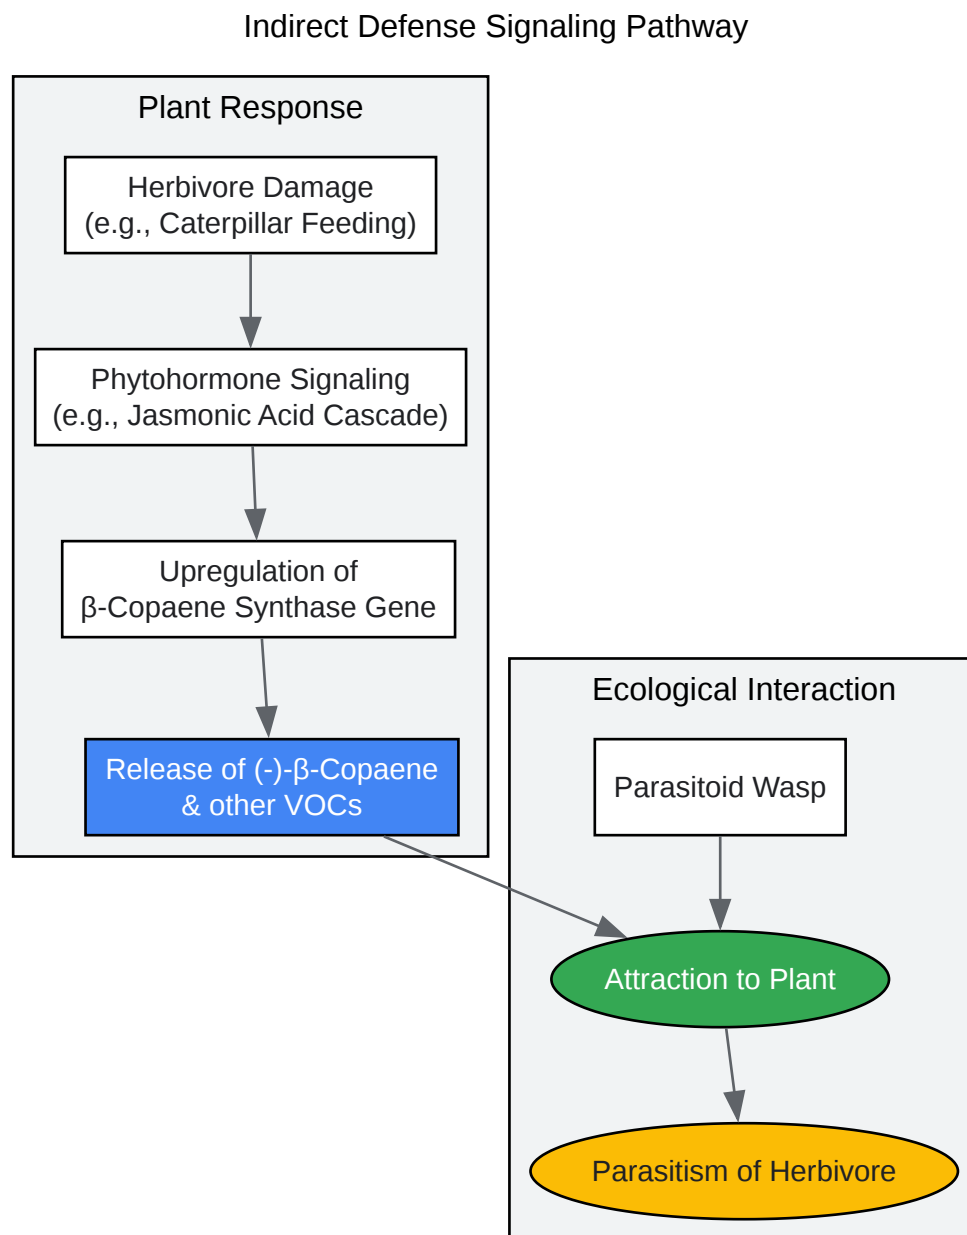 Indirect Defense Signaling Pathway
Plant Response
Herbivore Damage
(e.g., Caterpillar Feeding)
Phytohormone Signaling
(e.g., Jasmonic Acid Cascade)
Upregulation of
β-Copaene Synthase Gene
Release of (-)-β-Copaene
& other VOCs
Ecological Interaction
Parasitoid Wasp
Attraction to Plant
Parasitism of Herbivore